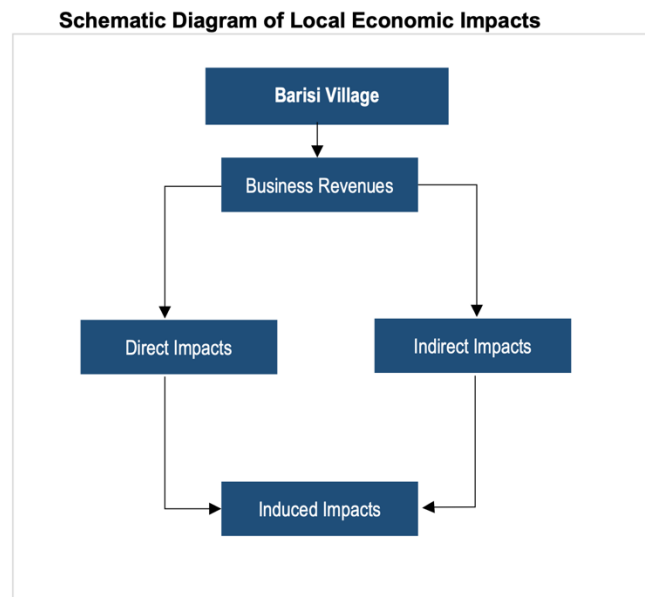 Schematic Diagram of Local Economic Impacts
Barisi Village
Business Revenues
Direct Impacts
Indirect Impacts
Induced Impacts